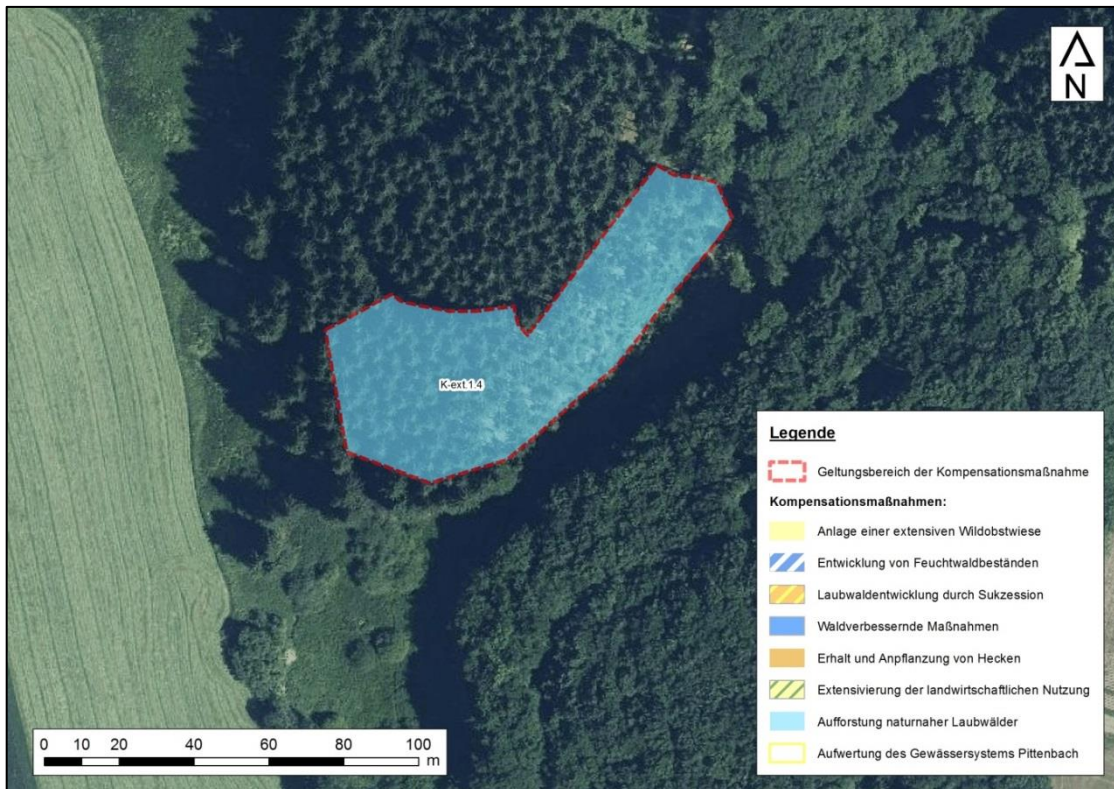 N
K-ext.1.4
Legende
Geltungsbereich der Kompensationsmaßnahme
Kompensationsmaßnahmen:
Anlage einer extensiven Wildobstwiese
Entwicklung von Feuchtwaldbeständen
Laubwaldentwicklung durch Sukzession
Waldverbessernde Maßnahmen
Erhalt und Anpflanzung von Hecken
Extensivierung der landwirtschaftlichen Nutzung
Aufforstung naturnaher Laubwälder
Aufwertung des Gewässersystems Pittenbach
0 10 20 40 60 80 100
m